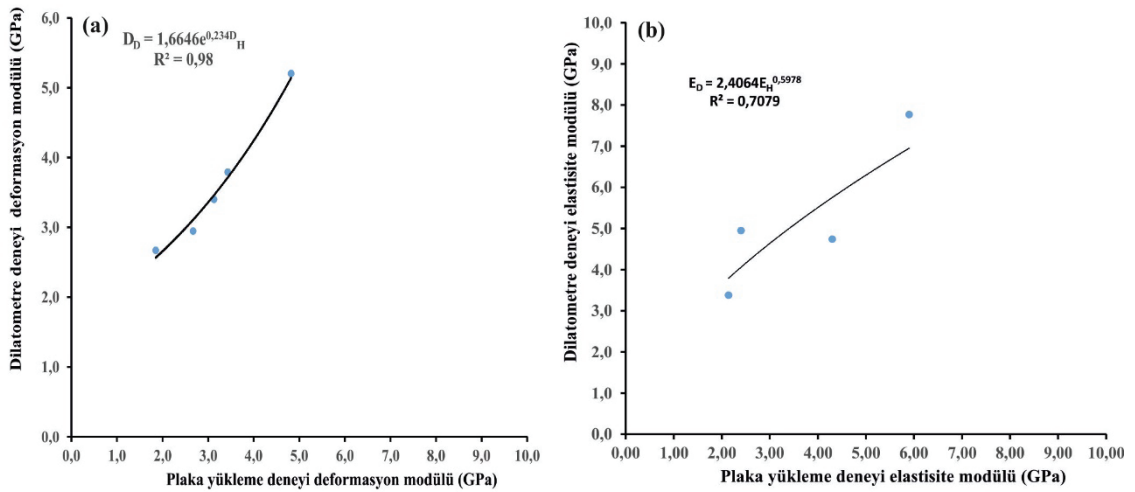 (a)
D_D = 1,6646e^0,234D_H
R² = 0,98
Dilatometre deneyi deformasyon modülü (GPa)
6,0
5,0
4,0
3,0
2,0
1,0
0,0
0,0 1,0 2,0 3,0 4,0 5,0 6,0 7,0 8,0 9,0 10,0
Plaka yükleme deneyi deformasyon modülü (GPa)
(b)
E_D = 2,4064E_H^0,5978
R² = 0,7079
Dilatometre deneyi elastisite modülü (GPa)
10,0
9,0
8,0
7,0
6,0
5,0
4,0
3,0
2,0
1,0
0,0
0,00 1,00 2,00 3,00 4,00 5,00 6,00 7,00 8,00 9,00 10,00
Plaka yükleme deneyi elastisite modülü (GPa)